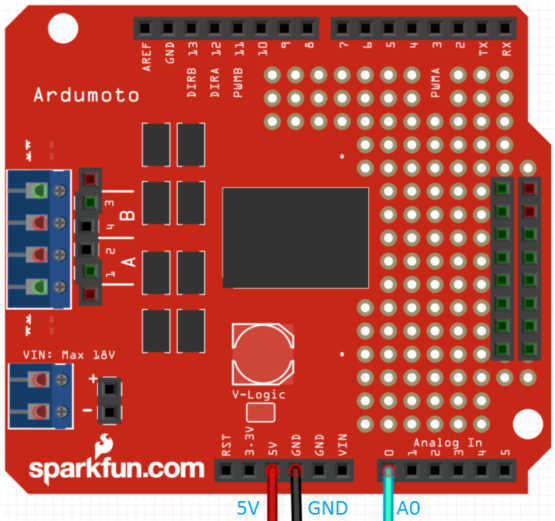 AREF GND 13 12 11 10 9 8 7 6 5 4 3 2 TX RX
DIRB DIRA PWMB PWMA
Ardumoto
3
B
4
2
A
1
VIN: Max 18V
+
-
V-Logic
sparkfun.com
RST 3.3V 5V GND GND VIN
Analog In
0 1 2 3 4 5
5V GND A0